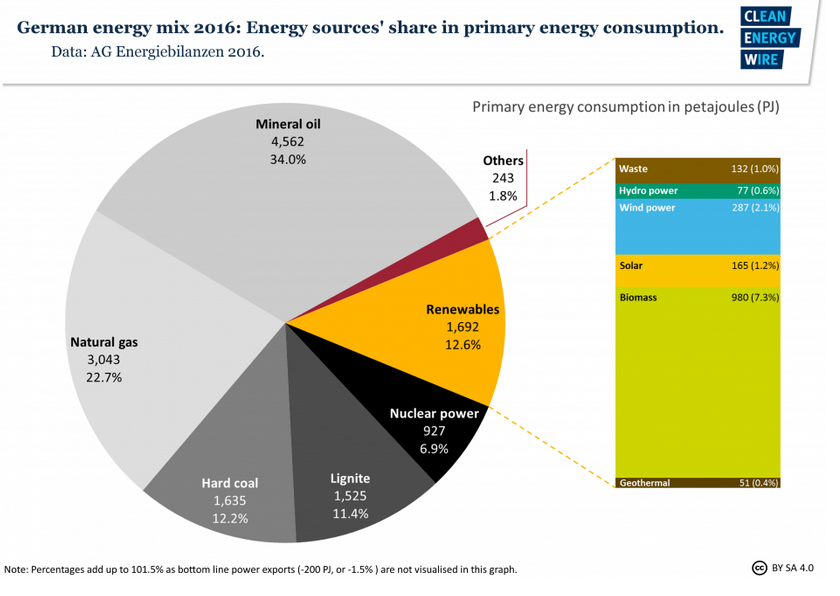 German energy mix 2016: Energy sources' share in primary energy consumption.
Data: AG Energiebilanzen 2016.
CLEAN
ENERGY
WIRE
Primary energy consumption in petajoules (PJ)
Mineral oil
4,562
34.0%
Others
243
1.8%
Renewables
1,692
12.6%
Nuclear power
927
6.9%
Lignite
1,525
11.4%
Hard coal
1,635
12.2%
Natural gas
3,043
22.7%
Waste 132 (1.0%)
Hydro power 77 (0.6%)
Wind power 287 (2.1%)
Solar 165 (1.2%)
Biomass 980 (7.3%)
Geothermal 51 (0.4%)
Note: Percentages add up to 101.5% as bottom line power exports (-200 PJ, or -1.5% ) are not visualised in this graph.
cc BY SA 4.0